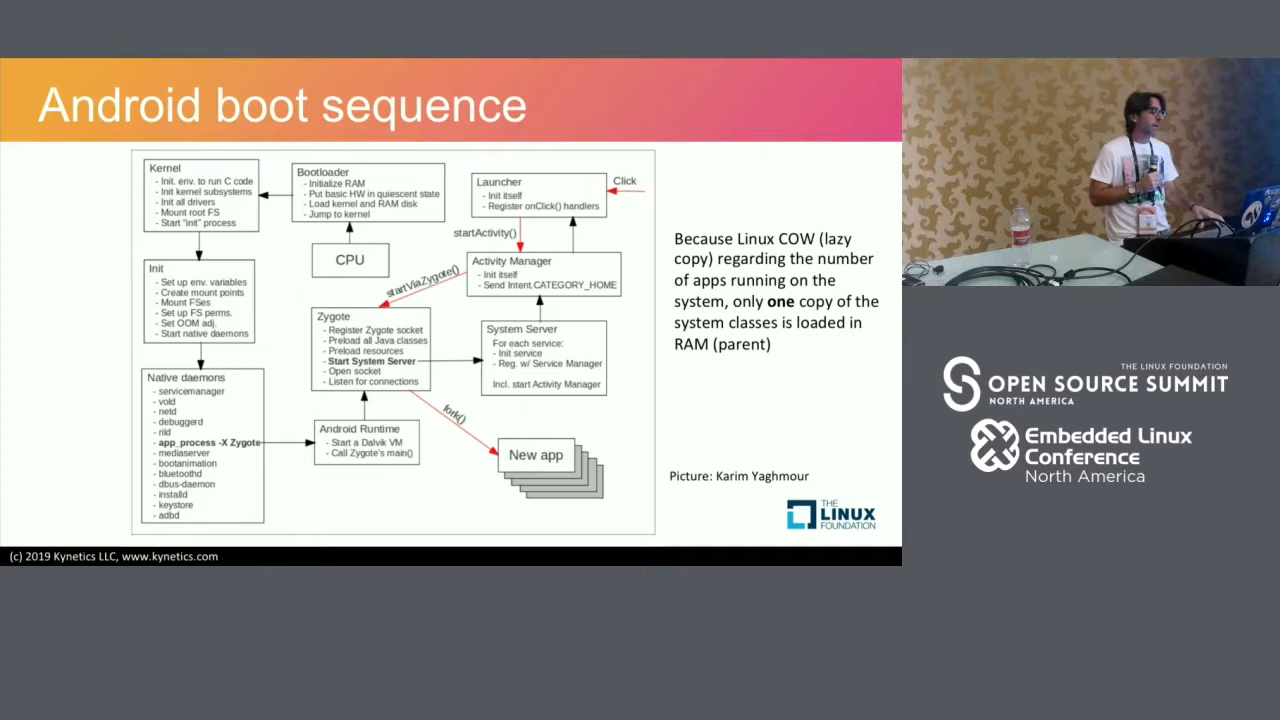 Android boot sequence
Kernel
- Init. env. to run C code
- Init kernel subsystems
- Init all drivers
- Mount root FS
- Start "init" process
Bootloader
- Initialize RAM
- Put basic HW in quiescent state
- Load kernel and RAM disk
- Jump to kernel
CPU
Launcher
- Init itself
- Register onClick() handlers
Click
startActivity()
Activity Manager
- Init itself
- Send Intent.CATEGORY_HOME
startViaZygote()
Init
- Set up env. variables
- Create mount points
- Mount FSes
- Set up FS perms.
- Set OOM adj.
- Start native daemons
Zygote
- Register Zygote socket
- Preload all Java classes
- Preload resources
- Start System Server
- Open socket
- Listen for connections
System Server
For each service:
- Init service
- Reg. w/ Service Manager
Incl. start Activity Manager
Native daemons
- servicemanager
- vold
- netd
- debuggerd
- rild
- app_process -X Zygote
- mediaserver
- bootanimation
- bluetoothd
- dbus-daemon
- installd
- keystore
- adbd
Android Runtime
- Start a Dalvik VM
- Call Zygote's main()
fork()
New app
Because Linux COW (lazy
copy) regarding the number
of apps running on the
system, only one copy of the
system classes is loaded in
RAM (parent)
Picture: Karim Yaghmour
THE
LINUX
FOUNDATION
(c) 2019 Kynetics LLC, www.kynetics.com
THE LINUX FOUNDATION
OPEN SOURCE SUMMIT
NORTH AMERICA
Embedded Linux
Conference
North America